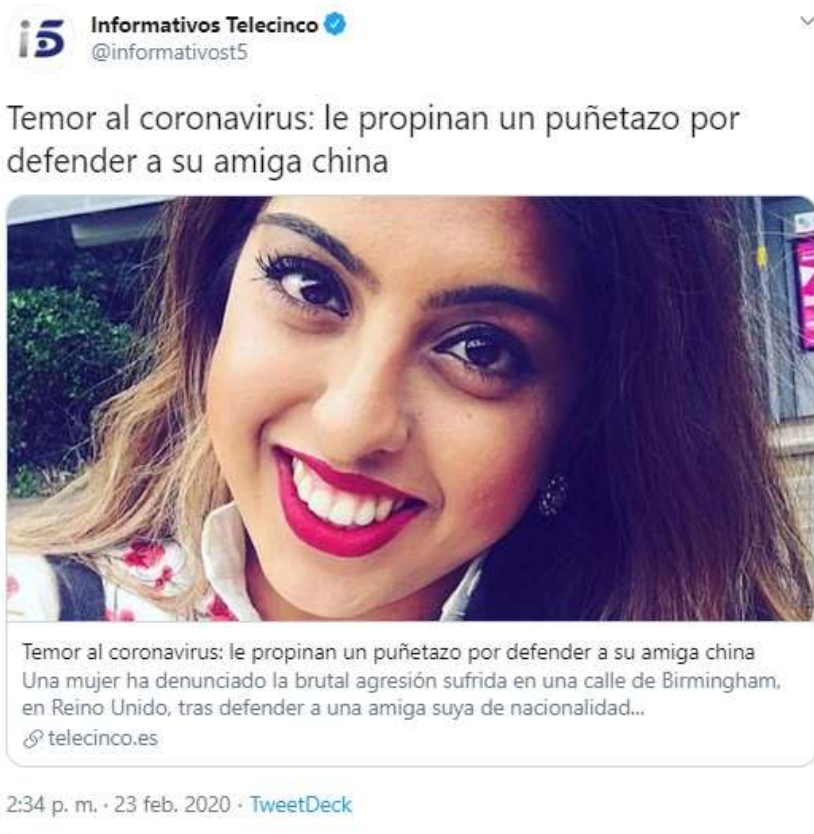 i5
Informativos Telecinco
@informativost5
Temor al coronavirus: le propinan un puñetazo por
defender a su amiga china
Temor al coronavirus: le propinan un puñetazo por defender a su amiga china
Una mujer ha denunciado la brutal agresión sufrida en una calle de Birmingham,
en Reino Unido, tras defender a una amiga suya de nacionalidad...
telecinco.es
2:34 p. m. · 23 feb. 2020 · TweetDeck